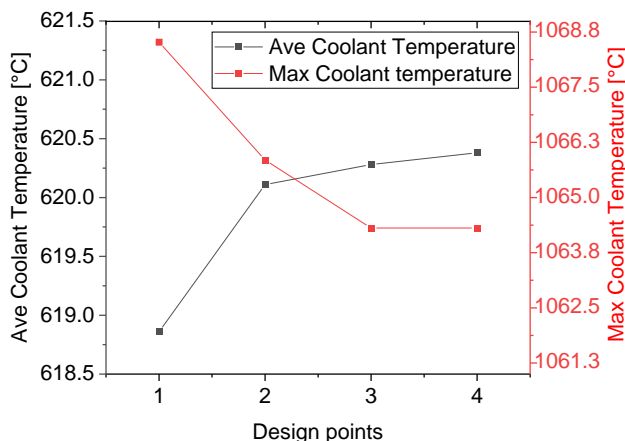 621.5
621.0
620.5
620.0
619.5
619.0
618.5
Ave Coolant Temperature [°C]
Ave Coolant Temperature
Max Coolant temperature
1068.8
1067.5
1066.3
1065.0
1063.8
1062.5
1061.3
Max Coolant Temperature [°C]
1 2 3 4
Design points